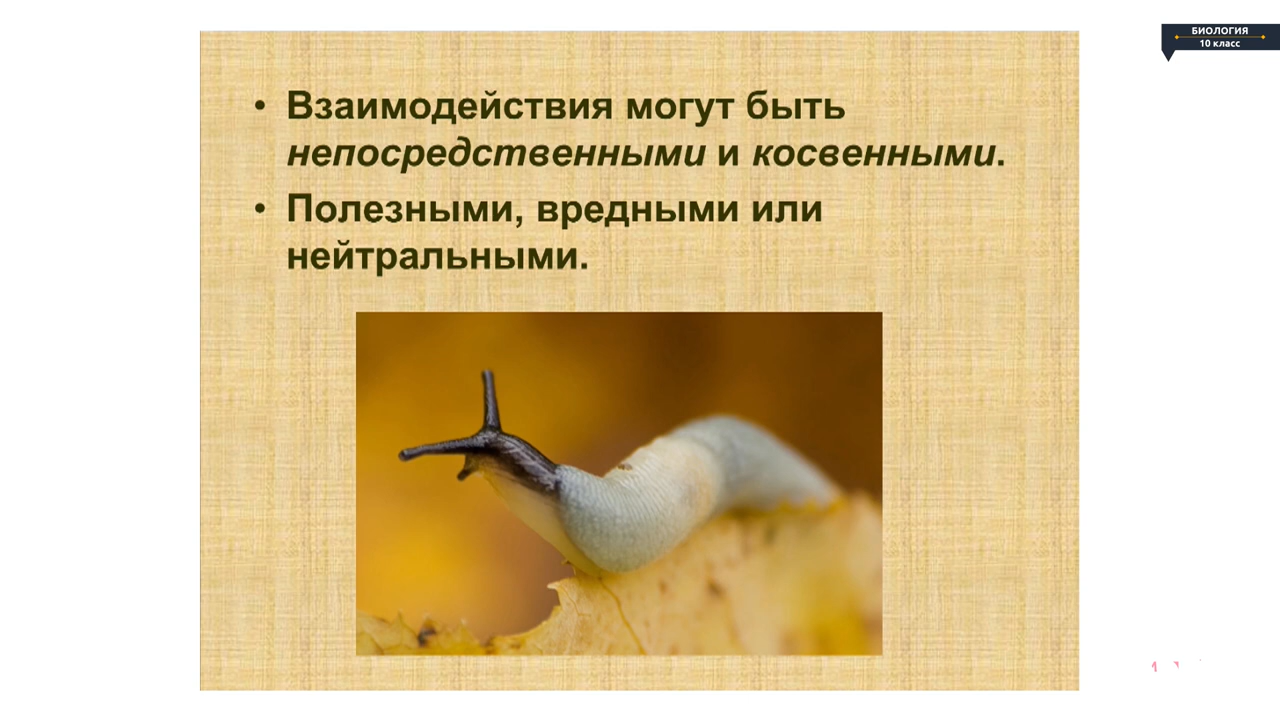 БИОЛОГИЯ
10 класс
• Взаимодействия могут быть
непосредственными и косвенными.
• Полезными, вредными или
нейтральными.